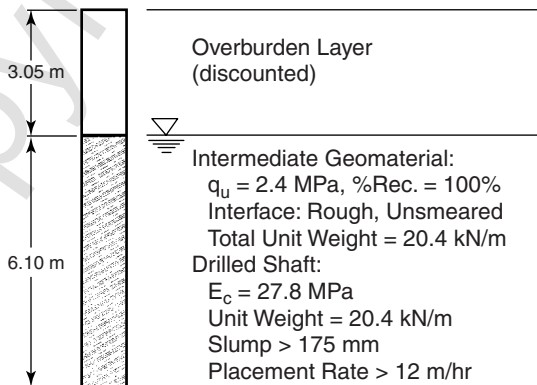 Overburden Layer
(discounted)
3.05 m
Intermediate Geomaterial:
qu = 2.4 MPa, %Rec. = 100%
Interface: Rough, Unsmeared
Total Unit Weight = 20.4 kN/m
6.10 m
Drilled Shaft:
Ec = 27.8 MPa
Unit Weight = 20.4 kN/m
Slump > 175 mm
Placement Rate > 12 m/hr